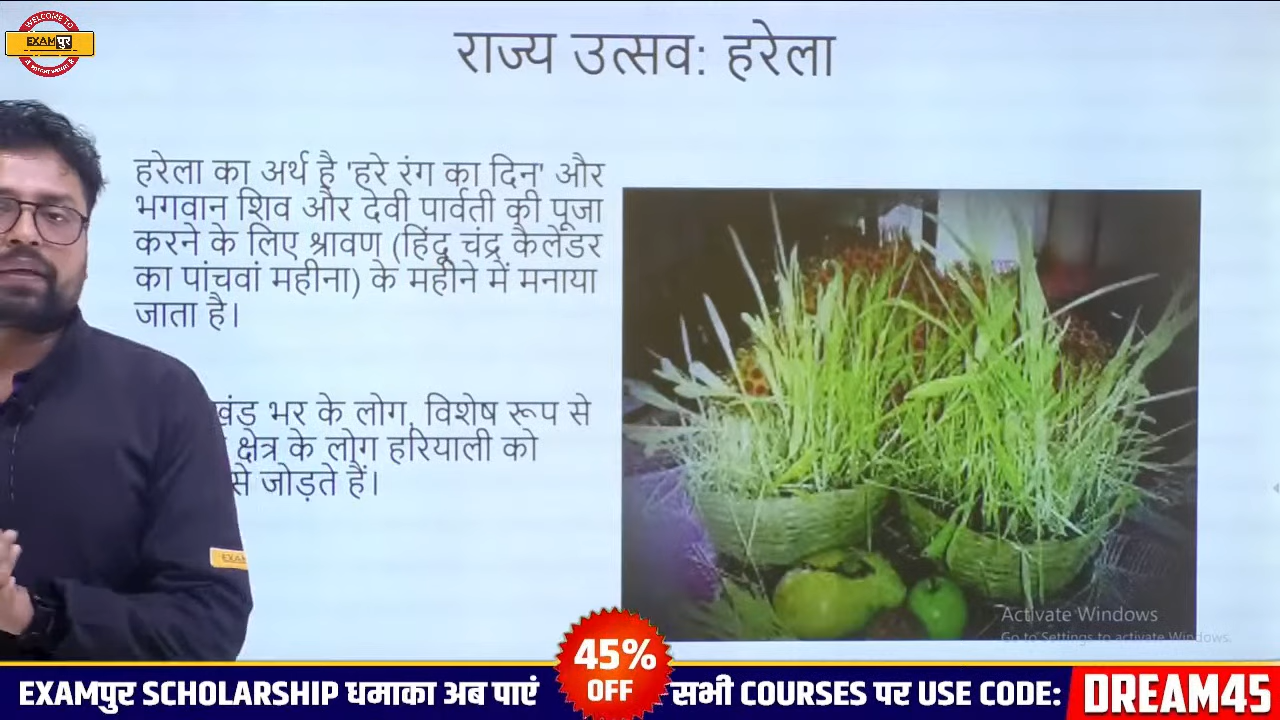 WELCOME TO
EXAMपुर
राज्य उत्सव: हरेला
हरेला का अर्थ है 'हरे रंग का दिन' और
भगवान शिव और देवी पार्वती की पूजा
करने के लिए श्रावण (हिंदू चंद्र कैलेंडर
का पांचवां महीना) के महीने में मनाया
जाता है।
भर के लोग, विशेष रूप से
क्षेत्र के लोग हरियाली को
से जोड़ते हैं।
EXAM
Activate Windows
Go to Settings to activate Windows.
EXAMपुर SCHOLARSHIP धमाका अब पाएं
45%
OFF
सभी COURSES पर USE CODE:
DREAM45